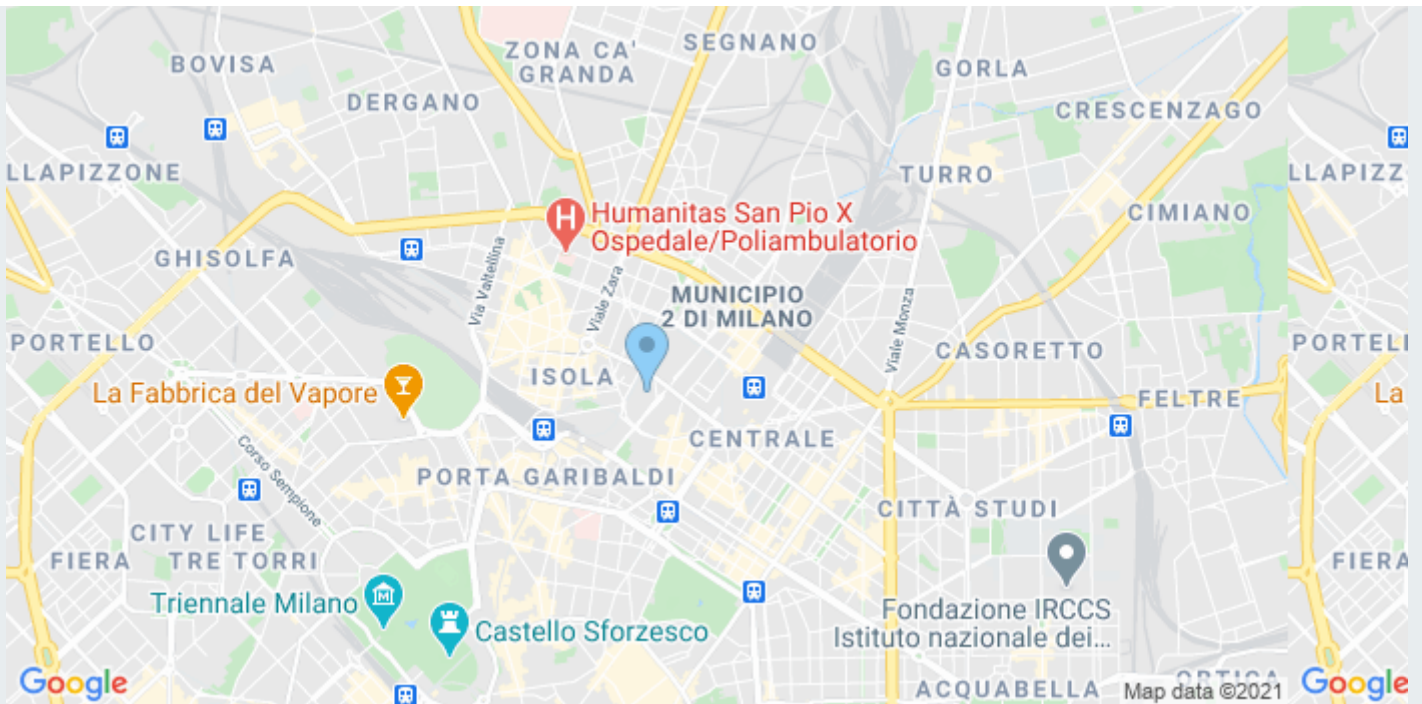 SEGNANO
ZONA CA'
GRANDA
BOVISA
GORLA
DERGANO
CRESCENZAGO
LLAPIZZONE
TURRO
LLAPIZZ
Humanitas San Pio X
Ospedale/Poliambulatorio
CIMIANO
GHISOLFA
Via Valtellina
Viale Zara
MUNICIPIO
2 DI MILANO
Viale Monza
PORTELLO
CASORETTO
PORTELI
ISOLA
La Fabbrica del Vapore
FELTRE
La
CENTRALE
Corso Sempione
PORTA GARIBALDI
CITTÀ STUDI
CITY LIFE
TRE TORRI
FIERA
FIERA
Triennale Milano
Castello Sforzesco
Fondazione IRCCS
Istituto nazionale dei...
Google
ACQUABELLA
ORTICA
Map data ©2021
Google